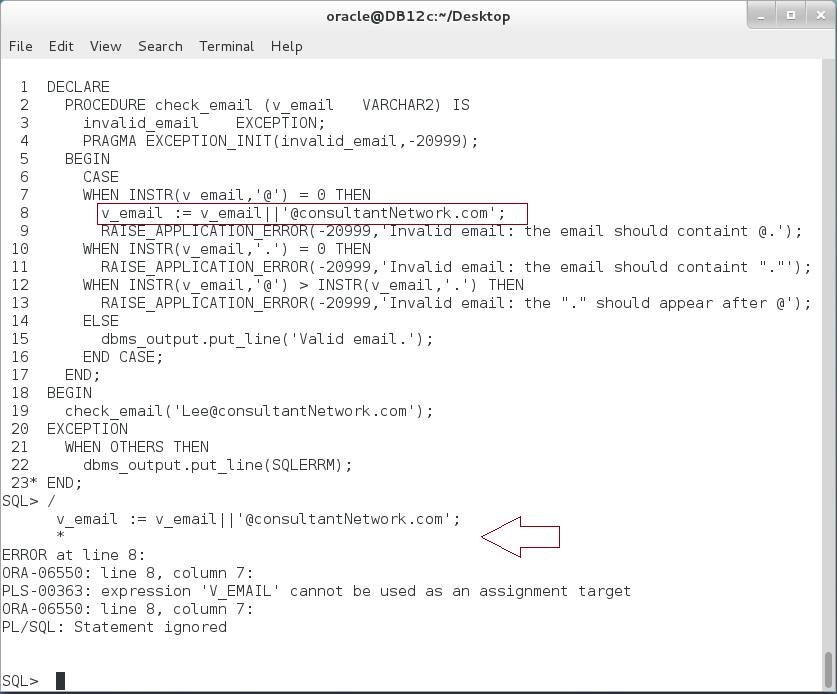 oracle@DB12c:~/Desktop
File Edit View Search Terminal Help
1 DECLARE
2 PROCEDURE check_email (v_email VARCHAR2) IS
3 invalid_email EXCEPTION;
4 PRAGMA EXCEPTION_INIT(invalid_email,-20999);
5 BEGIN
6 CASE
7 WHEN INSTR(v_email,'@') = 0 THEN
8 v_email := v_email||'@consultantNetwork.com';
9 RAISE_APPLICATION_ERROR(-20999,'Invalid email: the email should containt @.');
10 WHEN INSTR(v_email,'.') = 0 THEN
11 RAISE_APPLICATION_ERROR(-20999,'Invalid email: the email should containt "."');
12 WHEN INSTR(v_email,'@') > INSTR(v_email,'.') THEN
13 RAISE_APPLICATION_ERROR(-20999,'Invalid email: the "." should appear after @');
14 ELSE
15 dbms_output.put_line('Valid email.');
16 END CASE;
17 END;
18 BEGIN
19 check_email('Lee@consultantNetwork.com');
20 EXCEPTION
21 WHEN OTHERS THEN
22 dbms_output.put_line(SQLERRM);
23* END;
SQL> /
v_email := v_email||'@consultantNetwork.com';
*
ERROR at line 8:
ORA-06550: line 8, column 7:
PLS-00363: expression 'V_EMAIL' cannot be used as an assignment target
ORA-06550: line 8, column 7:
PL/SQL: Statement ignored
SQL>